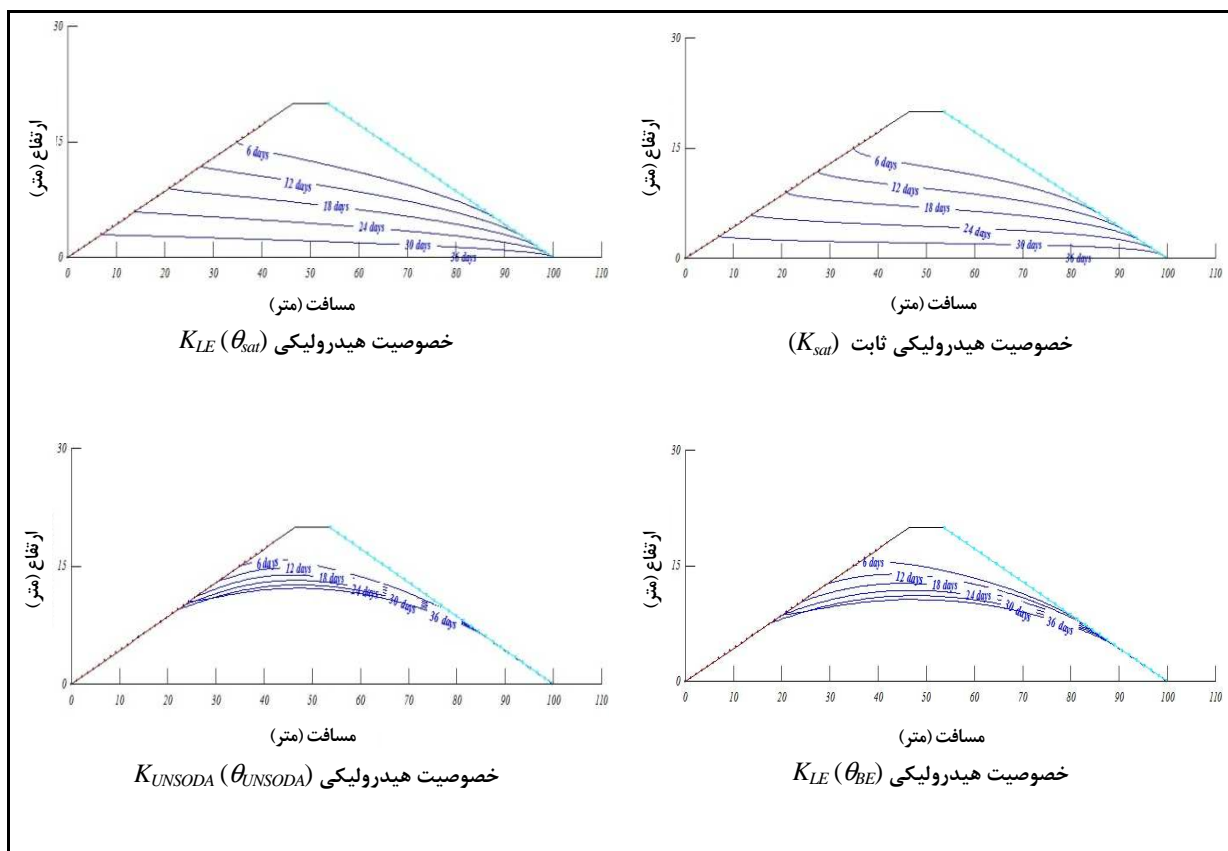 30
15
0
ارتفاع (متر)
6 days
12 days
18 days
24 days
30 days
36 days
0 10 20 30 40 50 60 70 80 90 100 110
مسافت (متر)
خصوصیت هیدرولیکی K_LE (θ_sat)
30
15
0
ارتفاع (متر)
6 days
12 days
18 days
24 days
30 days
36 days
0 10 20 30 40 50 60 70 80 90 100 110
مسافت (متر)
خصوصیت هیدرولیکی ثابت (K_sat)
30
15
0
ارتفاع (متر)
6 days
12 days
18 days
24 days
30 days
36 days
0 10 20 30 40 50 60 70 80 90 100 110
مسافت (متر)
خصوصیت هیدرولیکی K_UNSODA (θ_UNSODA)
30
15
0
ارتفاع (متر)
6 days
12 days
18 days
24 days
30 days
36 days
0 10 20 30 40 50 60 70 80 90 100 110
مسافت (متر)
خصوصیت هیدرولیکی K_LE (θ_BE)